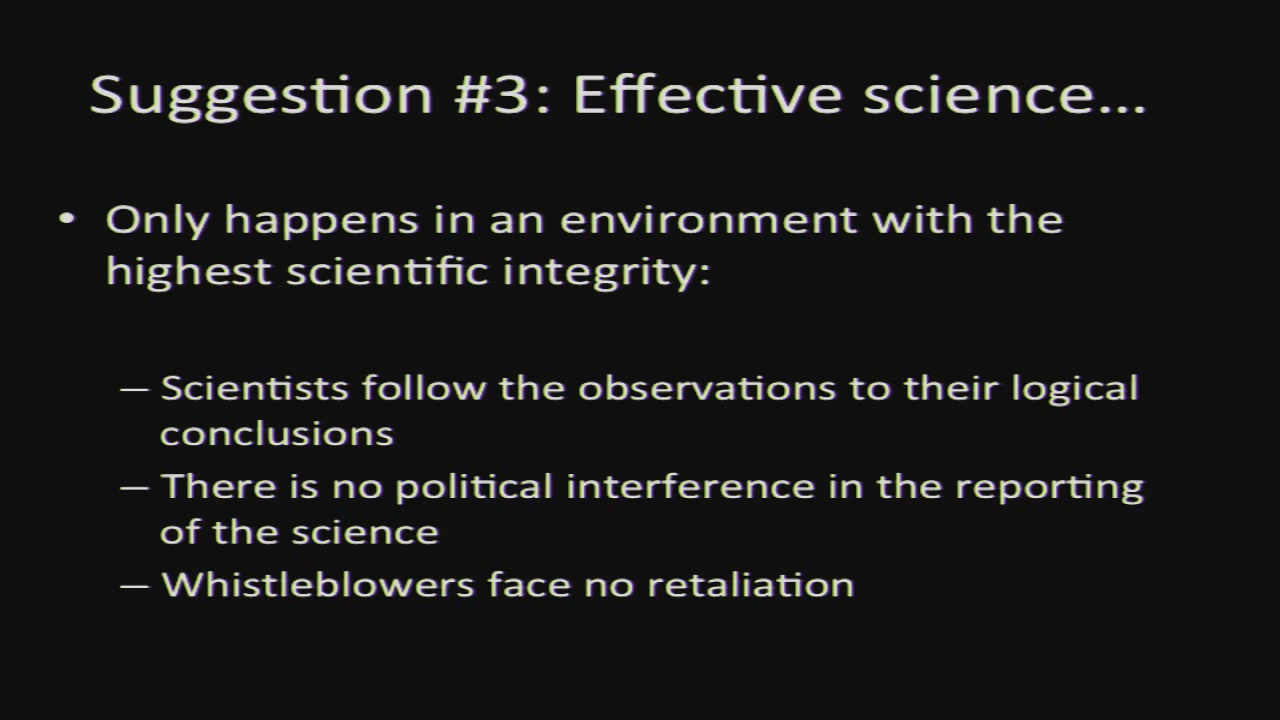 Suggestion #3: Effective science...
• Only happens in an environment with the
highest scientific integrity:
– Scientists follow the observations to their logical
conclusions
– There is no political interference in the reporting
of the science
– Whistleblowers face no retaliation